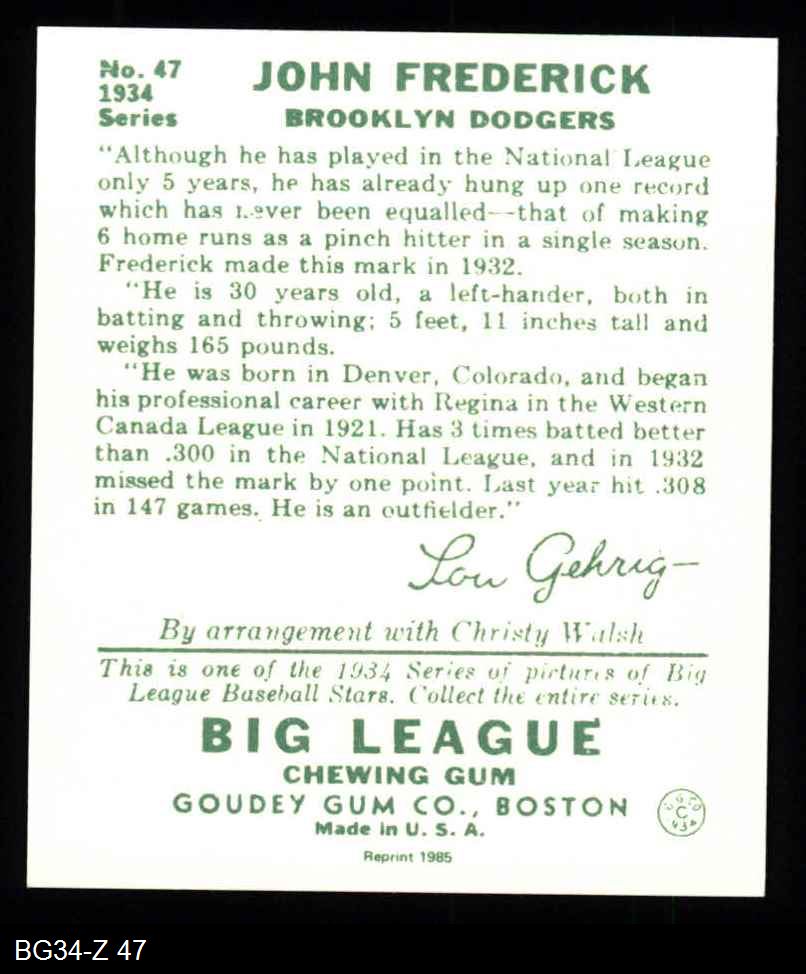 No. 47
1934
Series
JOHN FREDERICK
BROOKLYN DODGERS
"Although he has played in the National League
only 5 years, he has already hung up one record
which has never been equalled--that of making
6 home runs as a pinch hitter in a single season.
Frederick made this mark in 1932.
"He is 30 years old, a left-hander, both in
batting and throwing; 5 feet, 11 inches tall and
weighs 165 pounds.
"He was born in Denver, Colorado, and began
his professional career with Regina in the Western
Canada League in 1921. Has 3 times batted better
than .300 in the National League, and in 1932
missed the mark by one point. Last year hit .308
in 147 games. He is an outfielder."
Lou Gehrig
By arrangement with Christy Walsh
This is one of the 1934 Series of pictures of Big
League Baseball Stars. Collect the entire series.
BIG LEAGUE
CHEWING GUM
GOUDEY GUM CO., BOSTON
Made in U. S. A.
Reprint 1985
BG34-Z 47